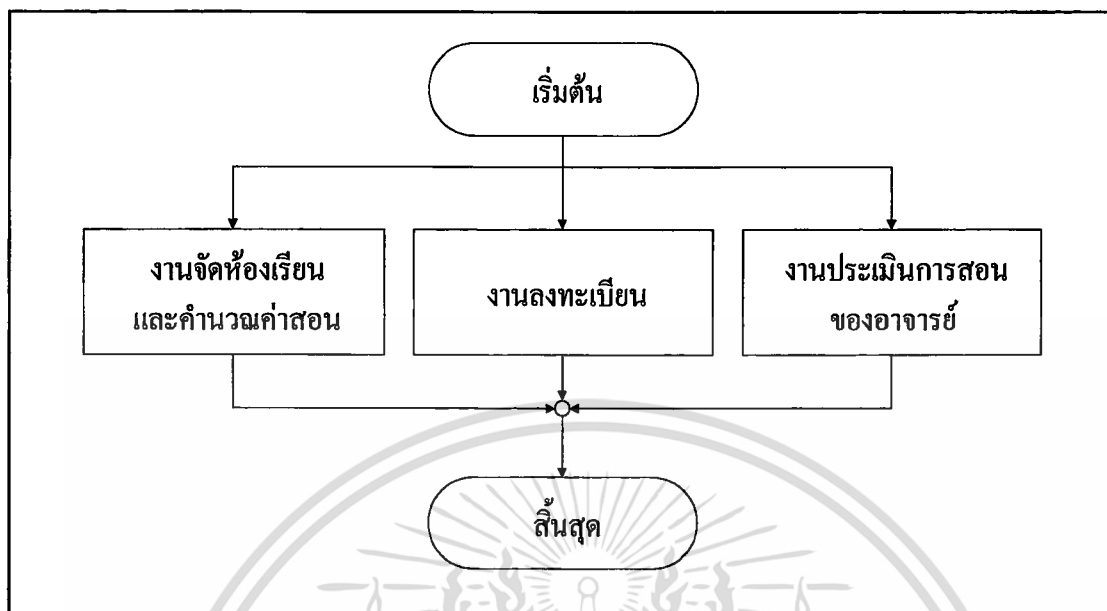 เริ่มต้น
งานจัดห้องเรียน
และคำนวณค่าสอน
งานลงทะเบียน
งานประเมินการสอน
ของอาจารย์
สิ้นสุด